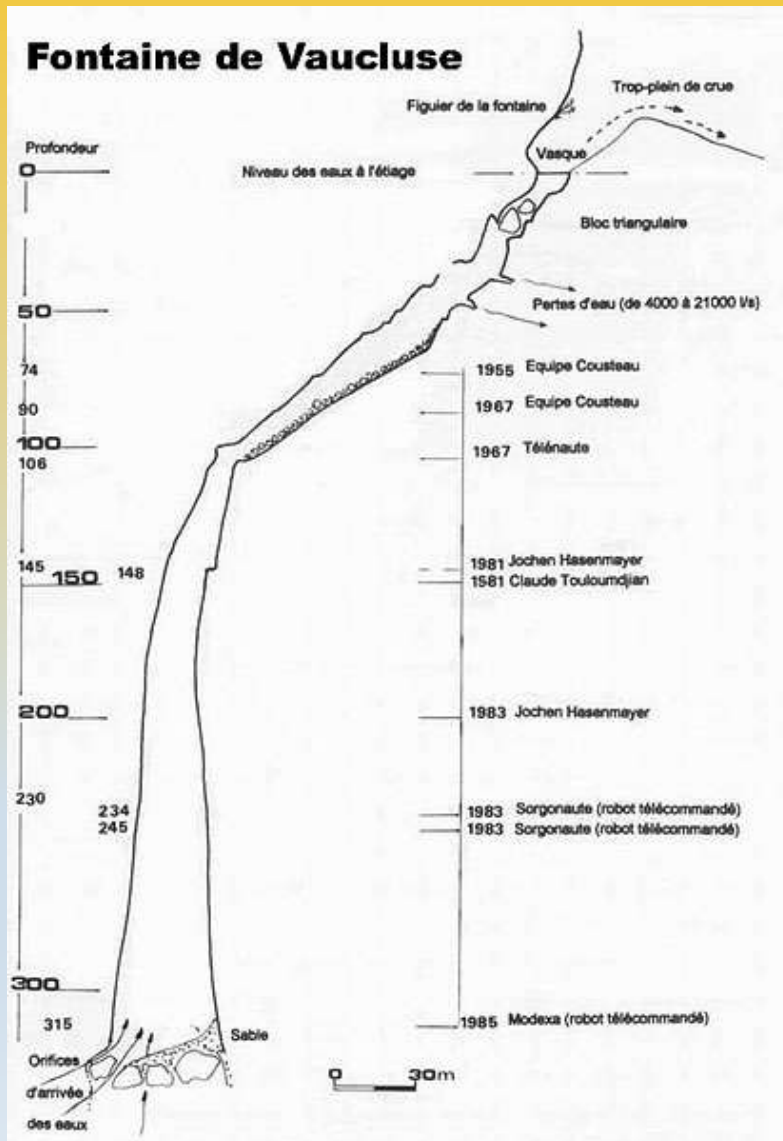 Fontaine de Vaucluse
Trop-plein de crue
Figuier de la fontaine
Profondeur
Vasque
0
Niveau des eaux à l'étiage
Bloc triangulaire
50
Pertes d'eau (de 4000 à 21000 l/s)
74
1955 Equipe Cousteau
90
1967 Equipe Cousteau
100
106
1967 Télénaute
145
148
150
1981 Jochen Hasenmayer
1581 Claude Touloumdjian
200
1983 Jochen Hasenmayer
230
234
245
1983 Sorgonaute (robot télécommandé)
1983 Sorgonaute (robot télécommandé)
300
315
1985 Modexa (robot télécommandé)
Sable
Orifices
d'arrivée
des eaux
0 30m